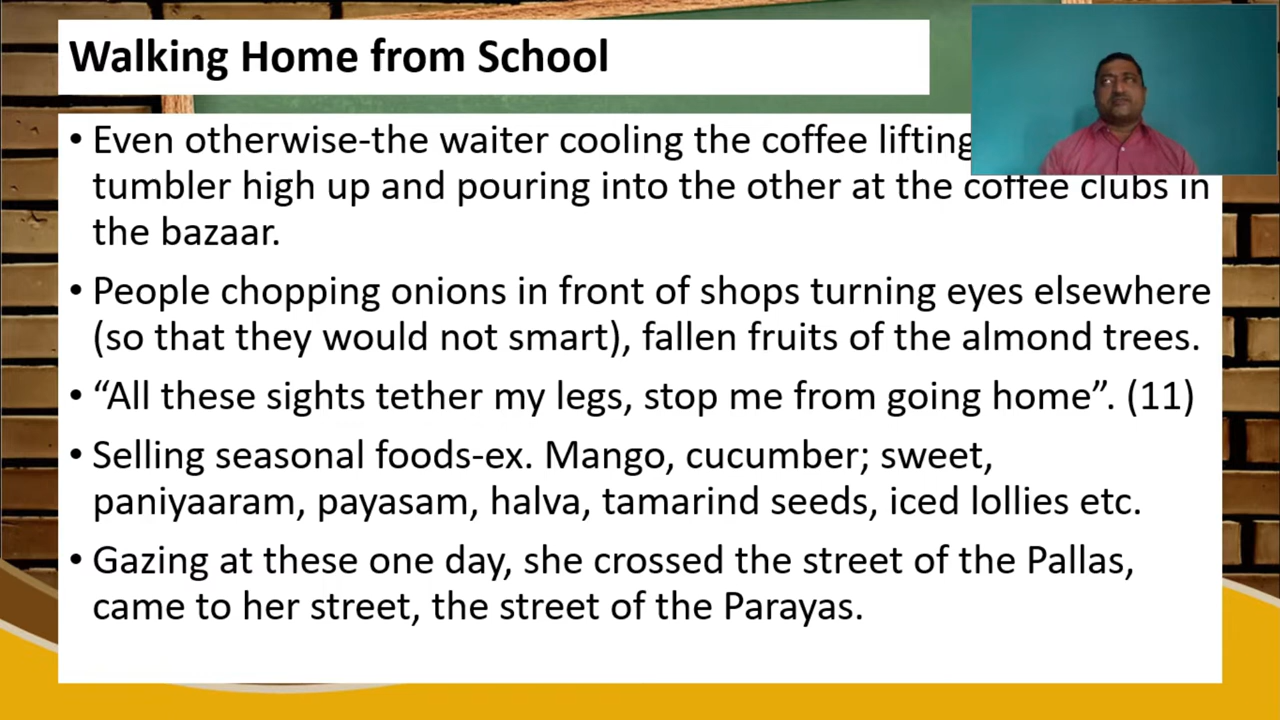 Walking Home from School
• Even otherwise-the waiter cooling the coffee lifting
tumbler high up and pouring into the other at the coffee clubs in
the bazaar.
• People chopping onions in front of shops turning eyes elsewhere
(so that they would not smart), fallen fruits of the almond trees.
• “All these sights tether my legs, stop me from going home”. (11)
• Selling seasonal foods-ex. Mango, cucumber; sweet,
paniyaaram, payasam, halva, tamarind seeds, iced lollies etc.
• Gazing at these one day, she crossed the street of the Pallas,
came to her street, the street of the Parayas.